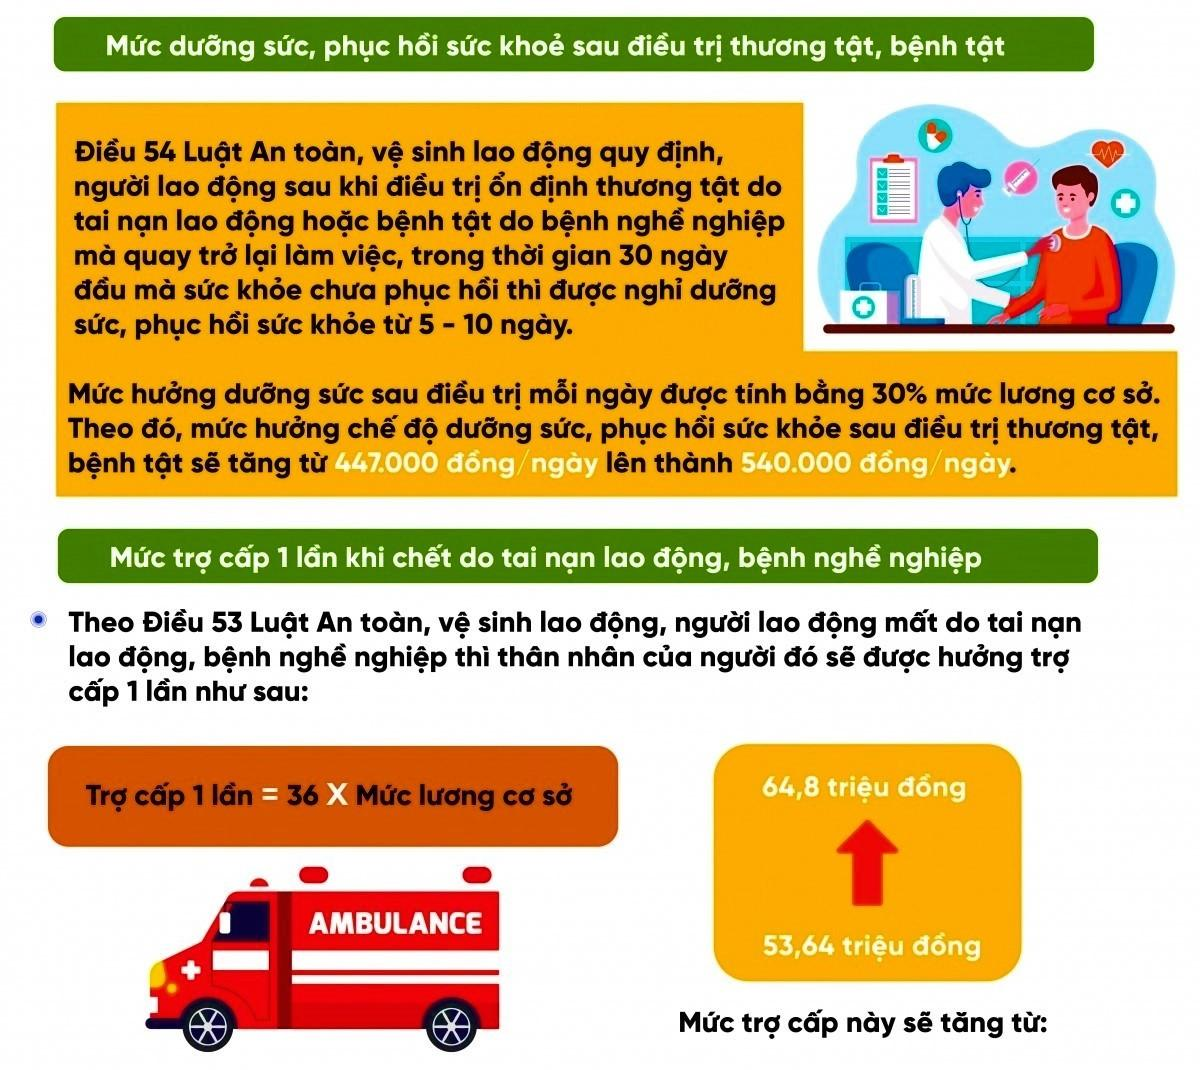 Mức dưỡng sức, phục hồi sức khoẻ sau điều trị thương tật, bệnh tật
Điều 54 Luật An toàn, vệ sinh lao động quy định,
người lao động sau khi điều trị ổn định thương tật do
tai nạn lao động hoặc bệnh tật do bệnh nghề nghiệp
mà quay trở lại làm việc, trong thời gian 30 ngày
đầu mà sức khỏe chưa phục hồi thì được nghỉ dưỡng
sức, phục hồi sức khỏe từ 5 - 10 ngày.
Mức hưởng dưỡng sức sau điều trị mỗi ngày được tính bằng 30% mức lương cơ sở.
Theo đó, mức hưởng chế độ dưỡng sức, phục hồi sức khỏe sau điều trị thương tật,
bệnh tật sẽ tăng từ 447.000 đồng/ngày lên thành 540.000 đồng/ngày.
Mức trợ cấp 1 lần khi chết do tai nạn lao động, bệnh nghề nghiệp
Theo Điều 53 Luật An toàn, vệ sinh lao động, người lao động mất do tai nạn
lao động, bệnh nghề nghiệp thì thân nhân của người đó sẽ được hưởng trợ
cấp 1 lần như sau:
Trợ cấp 1 lần = 36 X Mức lương cơ sở
64,8 triệu đồng
53,64 triệu đồng
AMBULANCE
Mức trợ cấp này sẽ tăng từ: